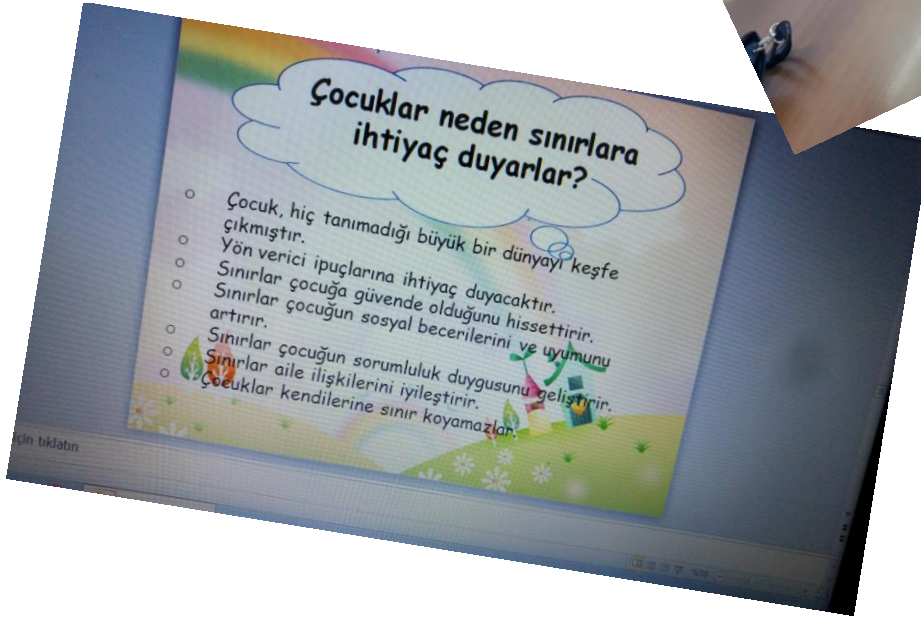 Çocuklar neden sınırlara
ihtiyaç duyarlar?
Çocuk, hiç tanımadığı büyük bir dünyayı keşfe
çıkmıştır.
Yön verici ipuçlarına ihtiyaç duyacaktır.
Sınırlar çocuğa güvende olduğunu hissettirir.
Sınırlar çocuğun sosyal becerilerini ve uyumunu
artırır.
Sınırlar çocuğun sorumluluk duygusunu geliştirir.
Sınırlar aile ilişkilerini iyileştirir.
Çocuklar kendilerine sınır koyamazlar.
için tıklatın